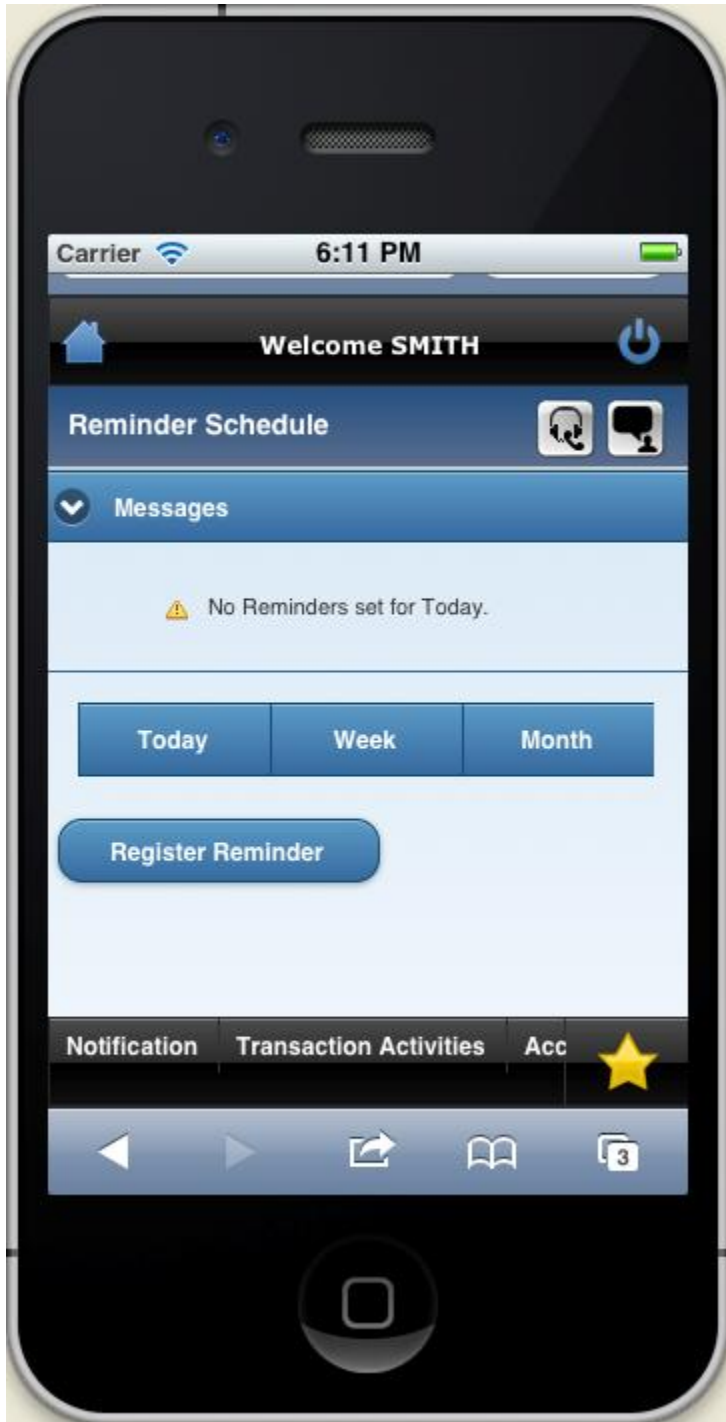 Carrier 6:11 PM
Welcome SMITH
Reminder Schedule
Messages
No Reminders set for Today.
Today Week Month
Register Reminder
Notification Transaction Activities Acc
3